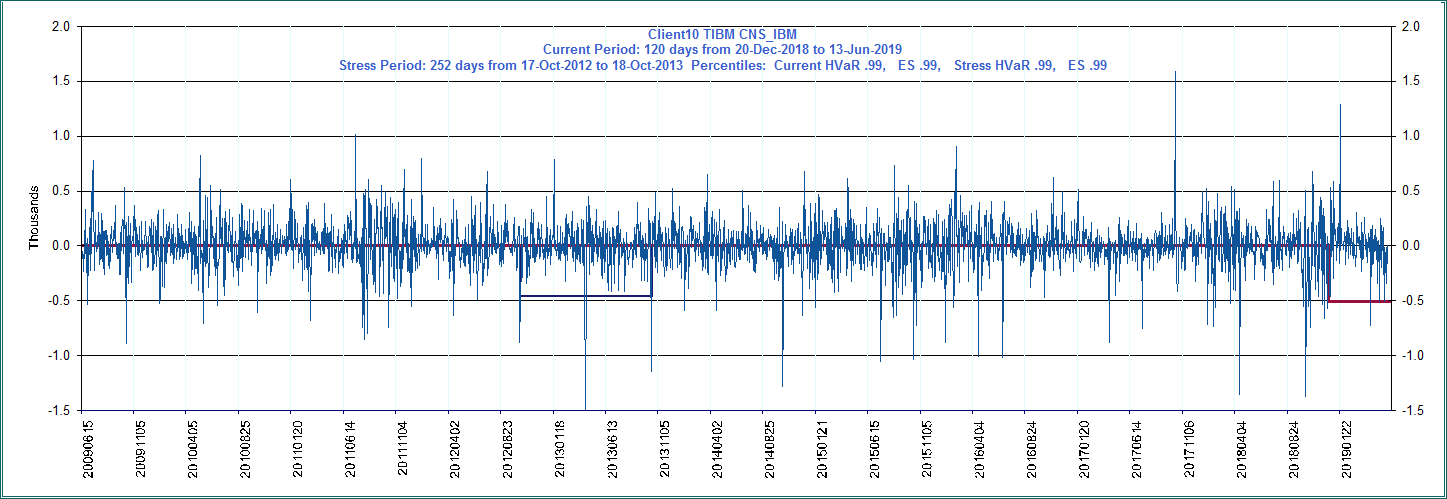 Client10 TIBM CNS_IBM
Current Period: 120 days from 20-Dec-2018 to 13-Jun-2019
Stress Period: 252 days from 17-Oct-2012 to 18-Oct-2013 Percentiles: Current HVaR .99, ES .99, Stress HVaR .99, ES .99
2.0 2.0
1.5 1.5
1.0 1.0
0.5 0.5
Thousands
0.0 0.0
-0.5 -0.5
-1.0 -1.0
-1.5 -1.5
20090615 20091105 20100405 20100825 20110120 20110614 20111104 20120402 20120823 20130118 20130613 20131105 20140402 20140825 20150121 20150615 20151105 20160404 20160824 20170120 20170614 20171106 20180404 20180824 20190122